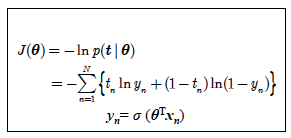 J(θ) = −ln p(t | θ)
= −∑_{n=1}^{N} {t_n ln y_n + (1 − t_n) ln(1 − y_n)}
y_n = σ (θ^T x_n)